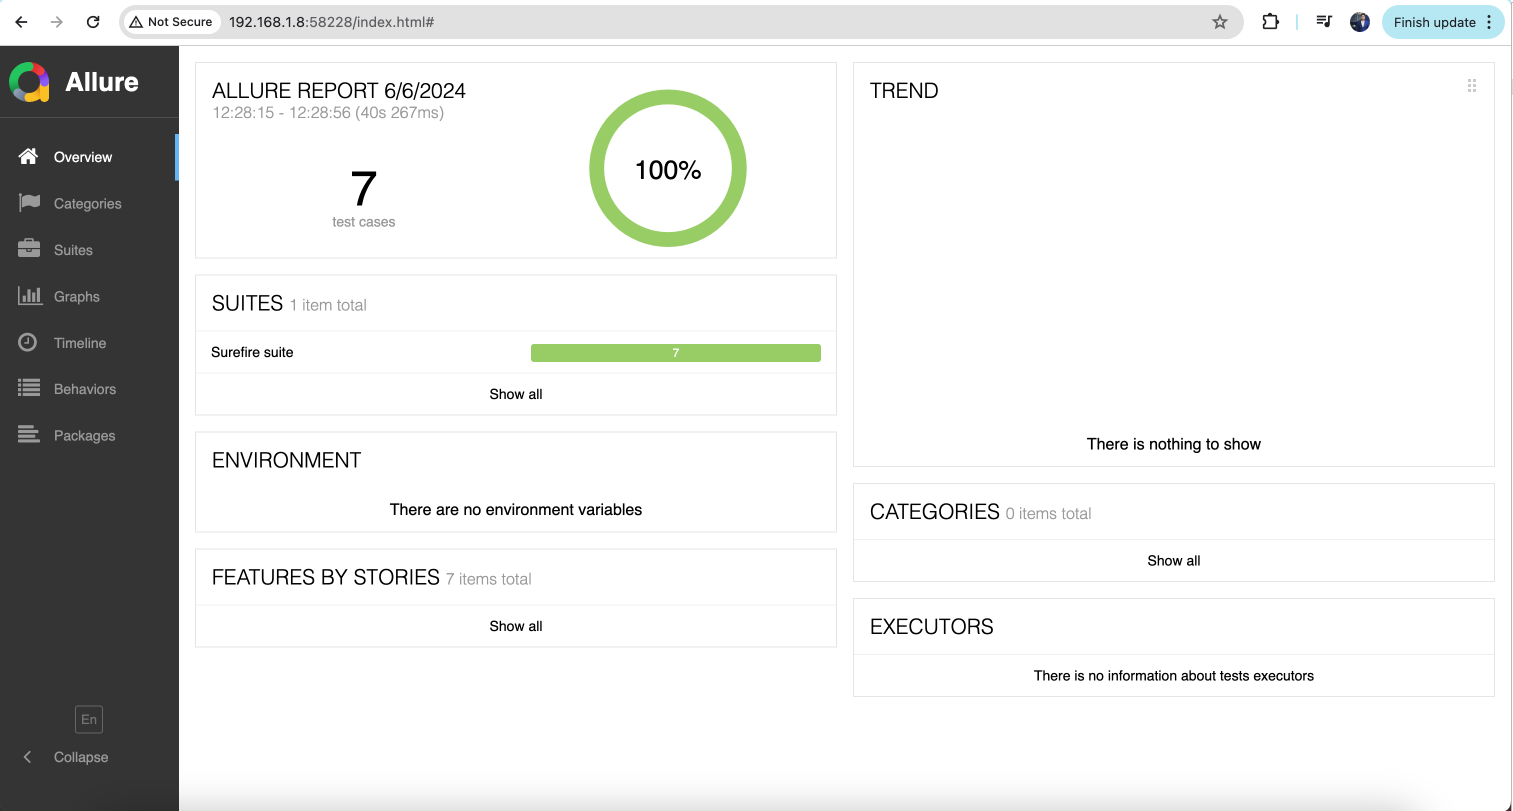 Not Secure
192.168.1.8:58228/index.html#
Finish update
Allure
Overview
Categories
Suites
Graphs
Timeline
Behaviors
Packages
En
Collapse
ALLURE REPORT 6/6/2024
12:28:15 - 12:28:56 (40s 267ms)
7
test cases
100%
SUITES 1 item total
Surefire suite
7
Show all
ENVIRONMENT
There are no environment variables
FEATURES BY STORIES 7 items total
Show all
TREND
There is nothing to show
CATEGORIES 0 items total
Show all
EXECUTORS
There is no information about tests executors